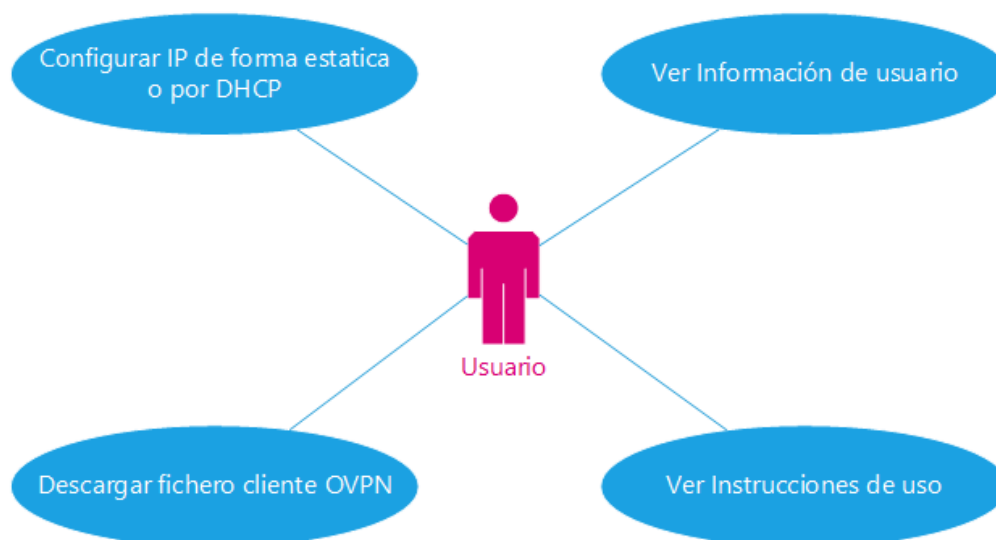 Configurar IP de forma estatica
o por DHCP
Ver Información de usuario
Usuario
Descargar fichero cliente OVPN
Ver Instrucciones de uso